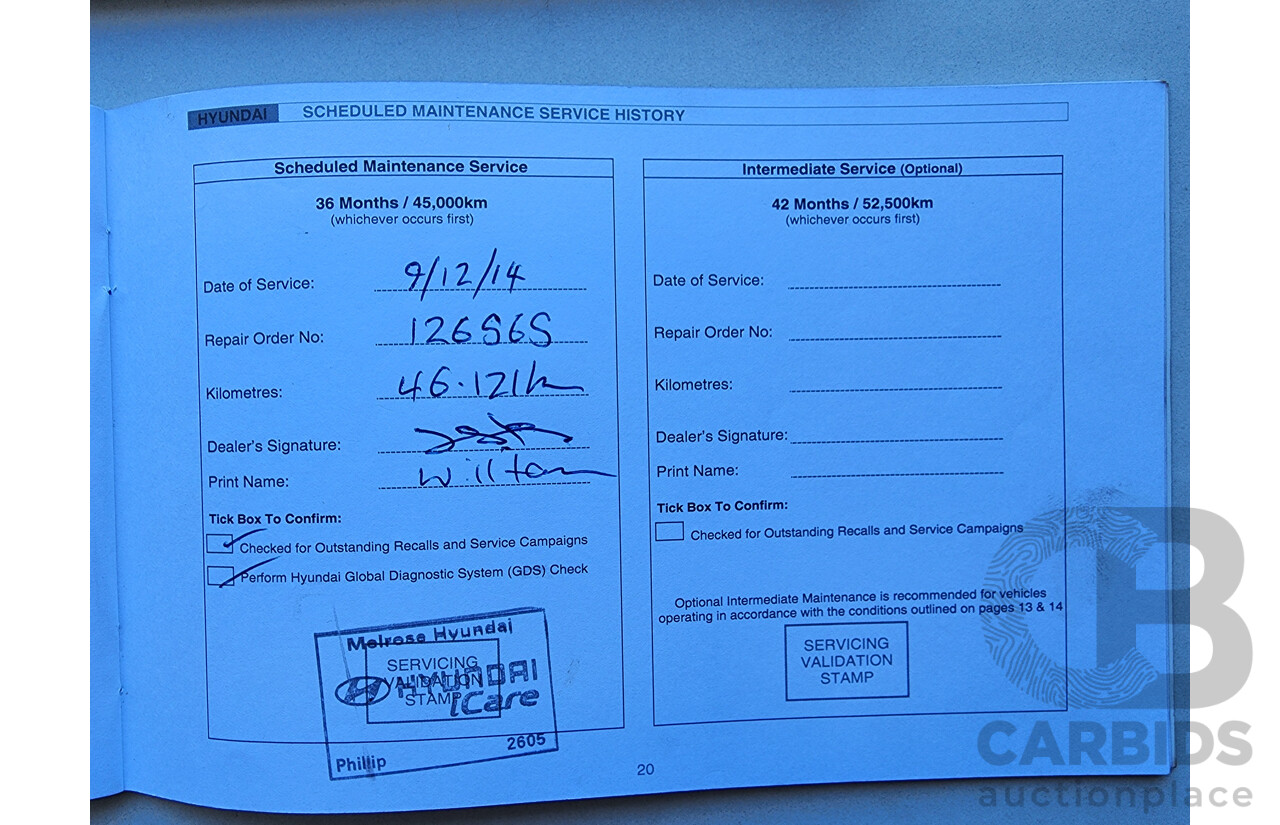 HYUNDAI SCHEDULED MAINTENANCE SERVICE HISTORY
Scheduled Maintenance Service
36 Months / 45,000km
(whichever occurs first)
Date of Service: 9/12/14
Repair Order No: 126S6S
Kilometres: 46.121km
Dealer's Signature:
Print Name: Wilton
Tick Box To Confirm:
Checked for Outstanding Recalls and Service Campaigns
Perform Hyundai Global Diagnostic System (GDS) Check
Melrose Hyundai
SERVICING
VALIDATION
STAMP
HYUNDAI
iCare
2605
Phillip
Intermediate Service (Optional)
42 Months / 52,500km
(whichever occurs first)
Date of Service:
Repair Order No:
Kilometres:
Dealer's Signature:
Print Name:
Tick Box To Confirm:
Checked for Outstanding Recalls and Service Campaigns
Optional Intermediate Maintenance is recommended for vehicles
operating in accordance with the conditions outlined on pages 13 & 14
SERVICING
VALIDATION
STAMP
20
CB
CARBIDS
auctionplace